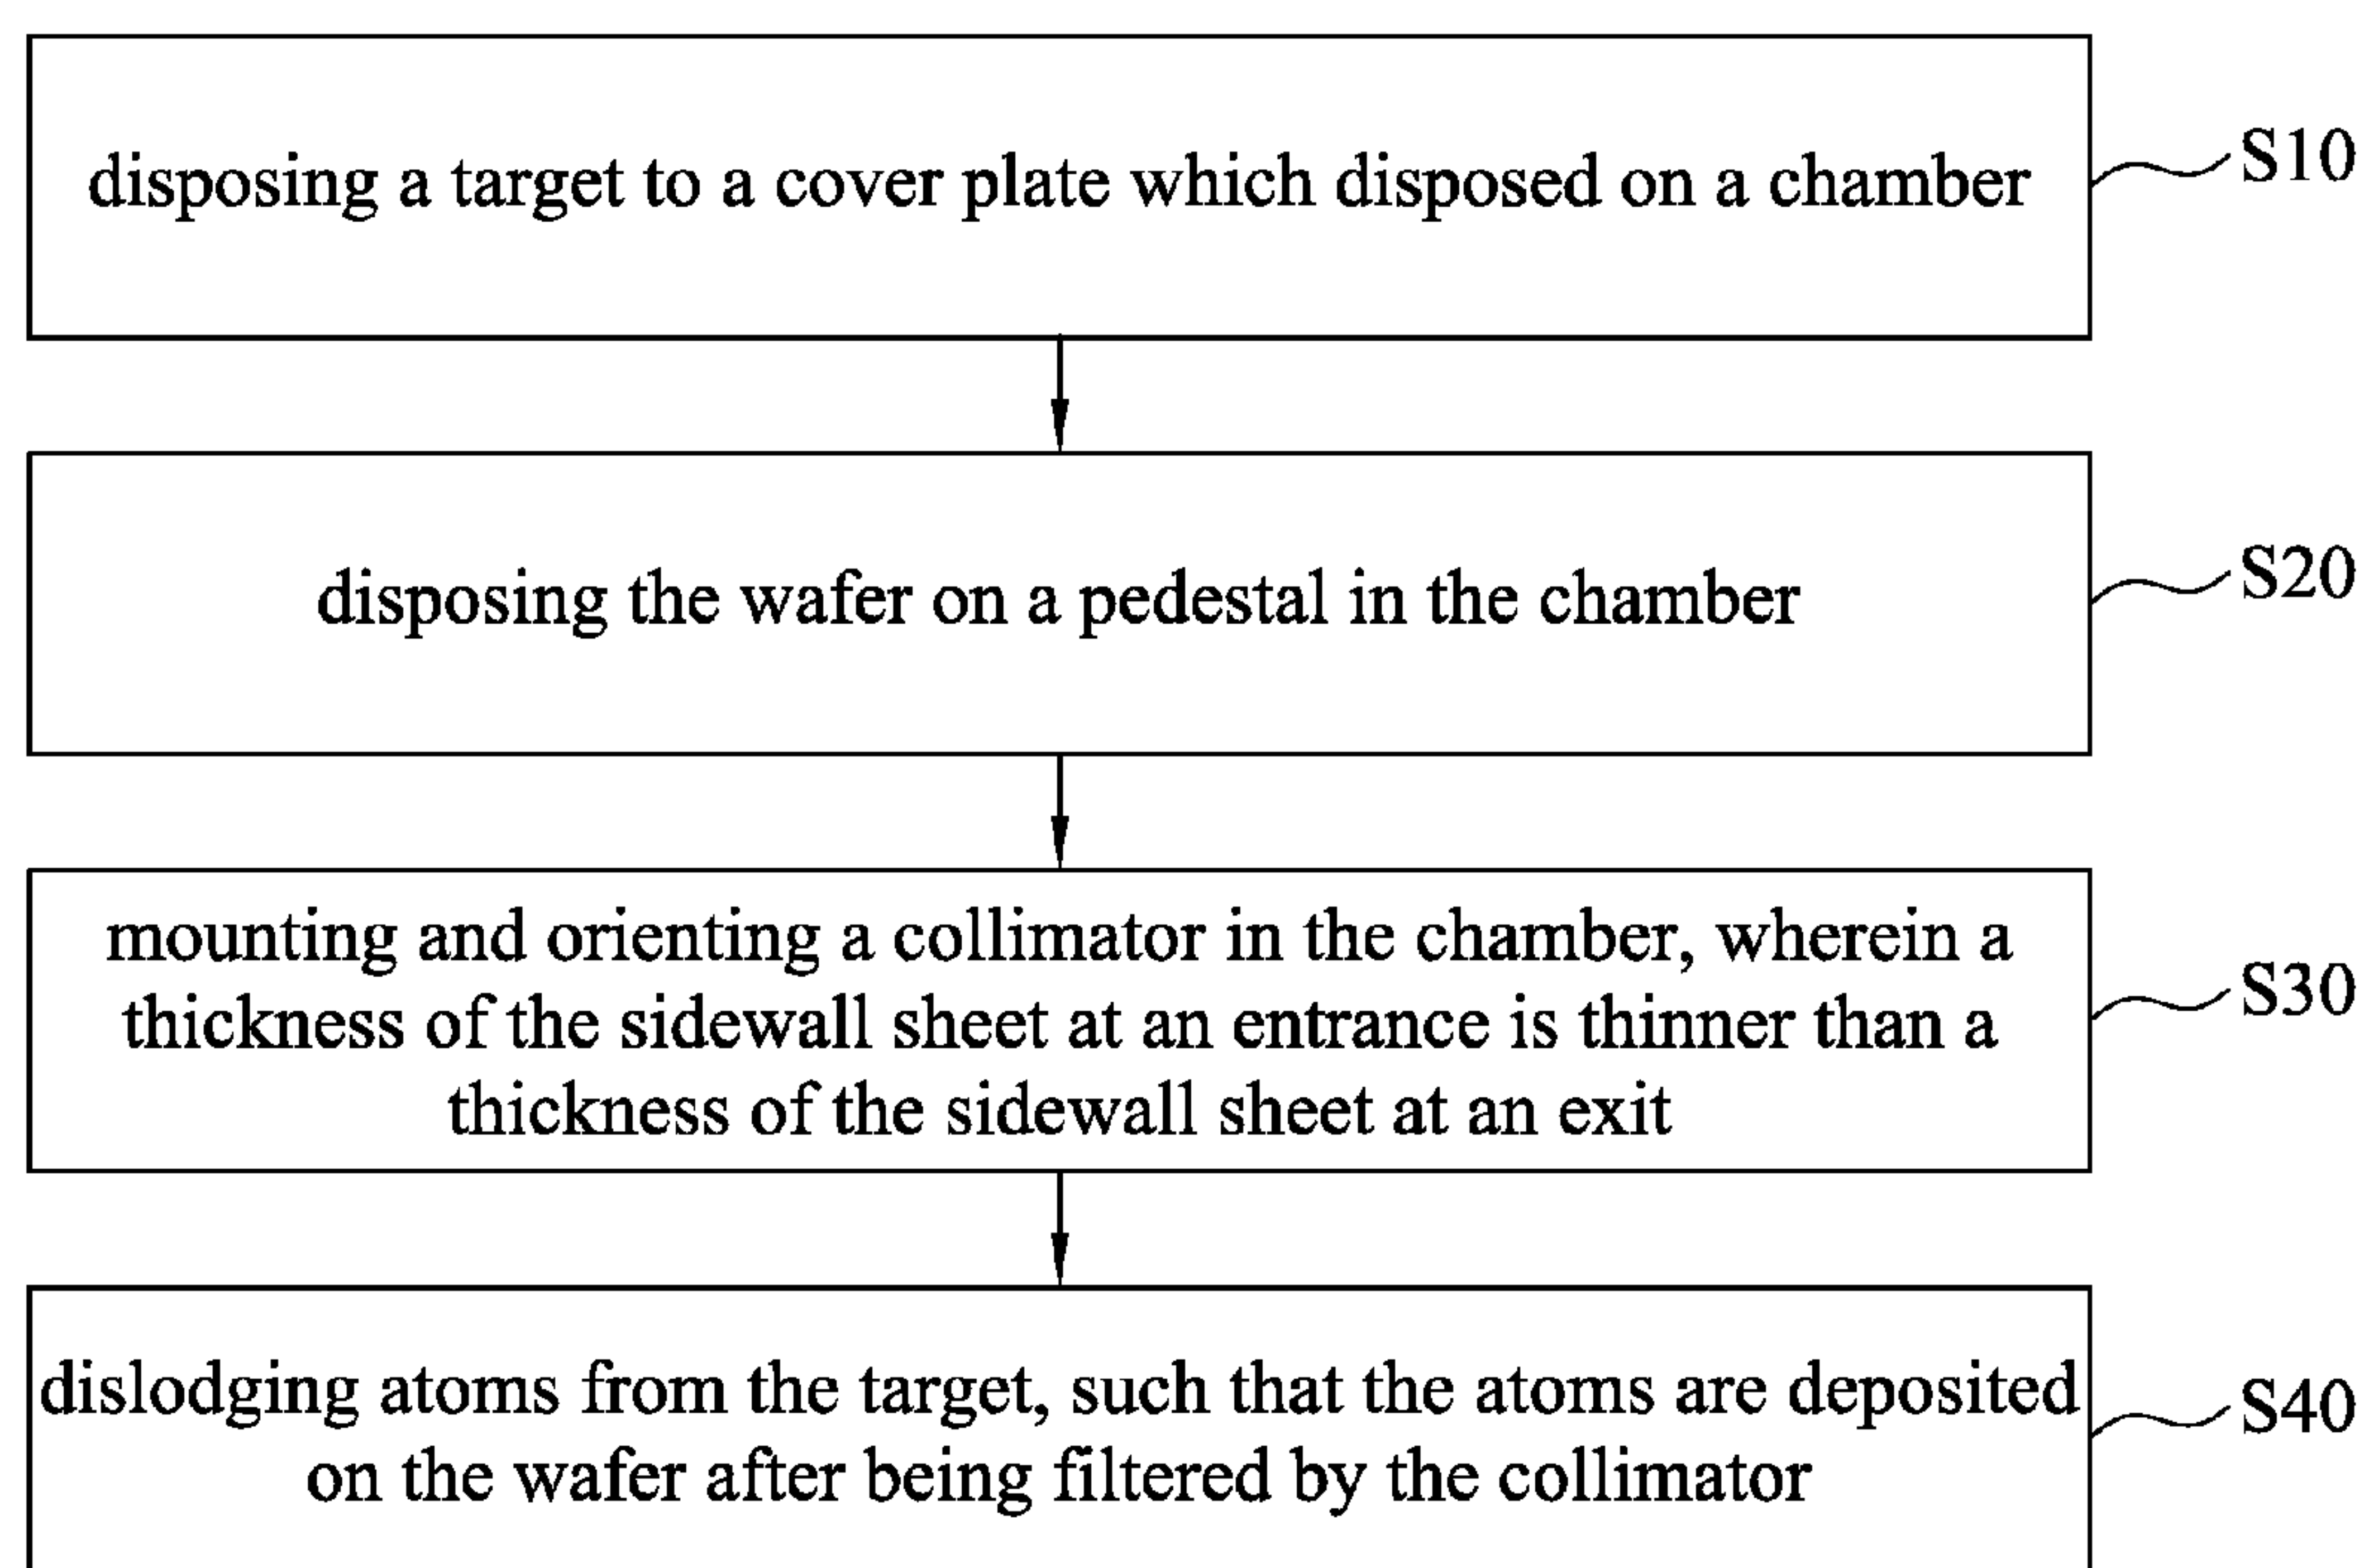 disposing a target to a cover plate which disposed on a chamber
S10
disposing the wafer on a pedestal in the chamber
S20
mounting and orienting a collimator in the chamber, wherein a
thickness of the sidewall sheet at an entrance is thinner than a
thickness of the sidewall sheet at an exit
S30
dislodging atoms from the target, such that the atoms are deposited
on the wafer after being filtered by the collimator
S40